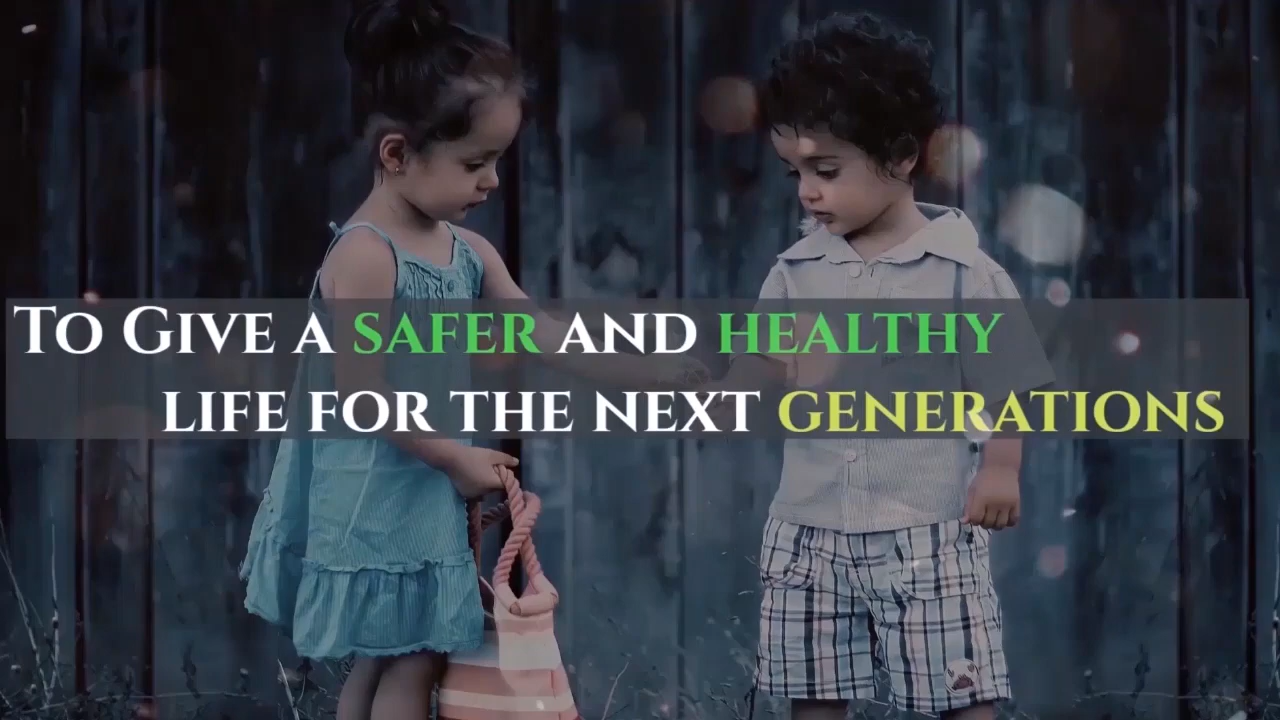 To Give a safer and healthy
life for the next generations